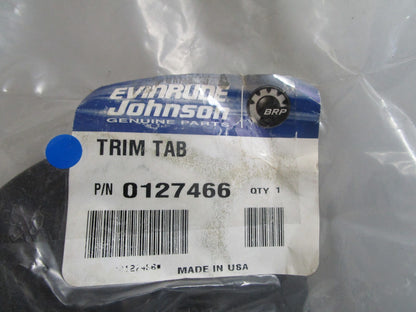 EVINRUDE
Johnson
GENUINE PARTS
BRP
TRIM TAB
P/N 0127466 QTY 1
MADE IN USA